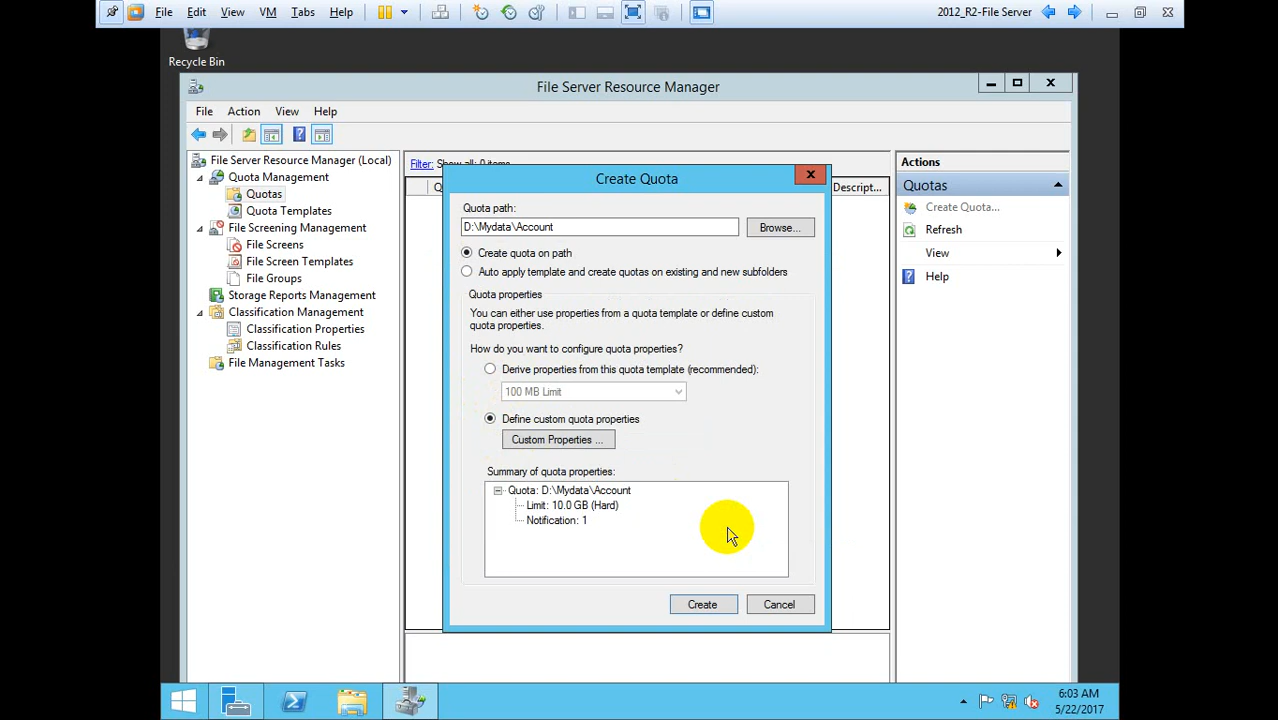 File Edit View VM Tabs Help 2012_R2-File Server
Recycle Bin
File Server Resource Manager
File Action View Help
File Server Resource Manager (Local)
Quota Management
Quotas
Quota Templates
File Screening Management
File Screens
File Screen Templates
File Groups
Storage Reports Management
Classification Management
Classification Properties
Classification Rules
File Management Tasks
Filter: Show all: 0 items
Q
Descript...
Create Quota
Quota path:
D:\Mydata\Account
Browse...
Create quota on path
Auto apply template and create quotas on existing and new subfolders
Quota properties
You can either use properties from a quota template or define custom
quota properties.
How do you want to configure quota properties?
Derive properties from this quota template (recommended):
100 MB Limit
Define custom quota properties
Custom Properties ...
Summary of quota properties:
Quota: D:\Mydata\Account
Limit: 10.0 GB (Hard)
Notification: 1
Create Cancel
Actions
Quotas
Create Quota...
Refresh
View
Help
6:03 AM
5/22/2017